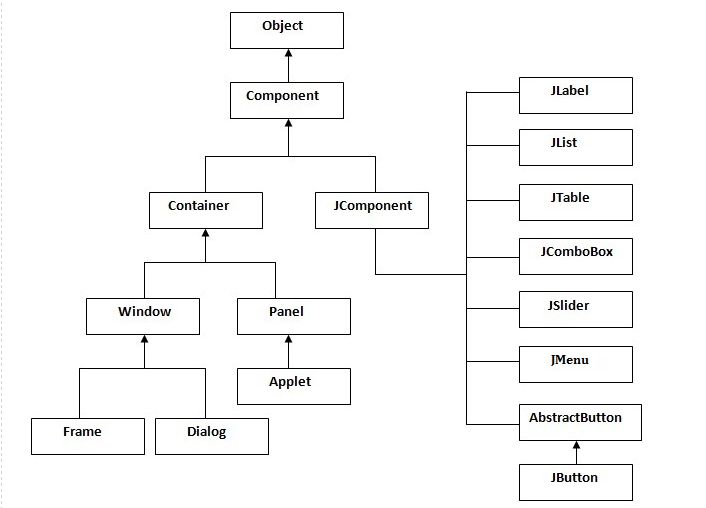 Object
Component
Container
JComponent
Window
Panel
Applet
Frame
Dialog
JLabel
JList
JTable
JComboBox
JSlider
JMenu
AbstractButton
JButton